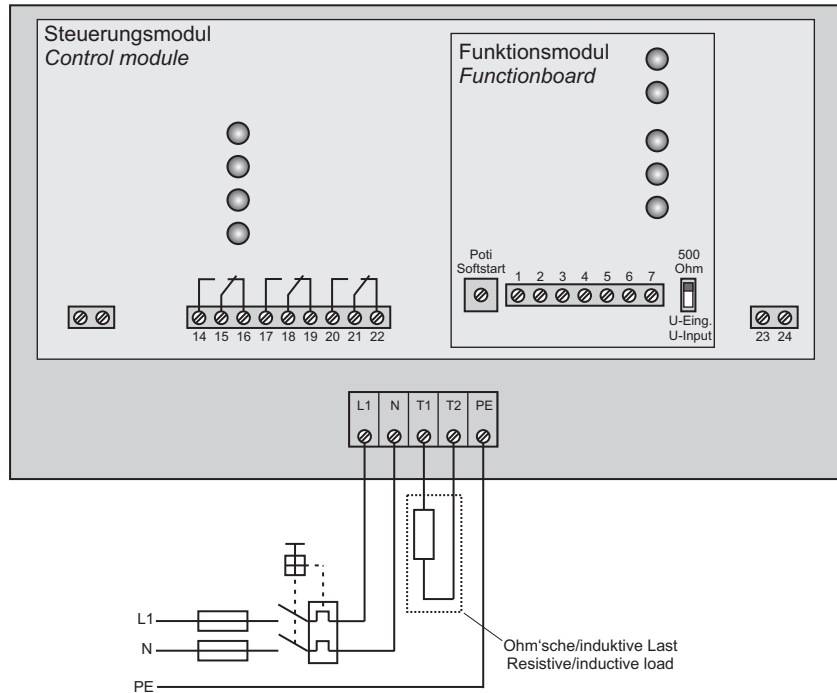 Steuerungsmodul
Control module
Funktionsmodul
Functionboard
Poti
Softstart
1 2 3 4 5 6 7
500
Ohm
U-Eing.
U-Input
14 15 16 17 18 19 20 21 22
23 24
L1 N T1 T2 PE
L1
N
PE
Ohm'sche/induktive Last
Resistive/inductive load